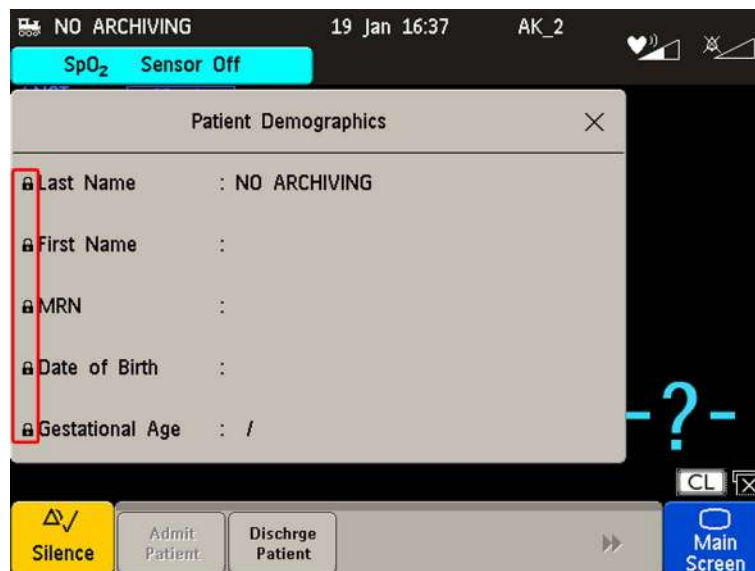 NO ARCHIVING 19 Jan 16:37 AK_2
SpO₂ Sensor Off
Patient Demographics
Last Name : NO ARCHIVING
First Name :
MRN :
Date of Birth :
Gestational Age : /
-?-
CL
Silence
Admit Patient
Dischrge Patient
Main Screen